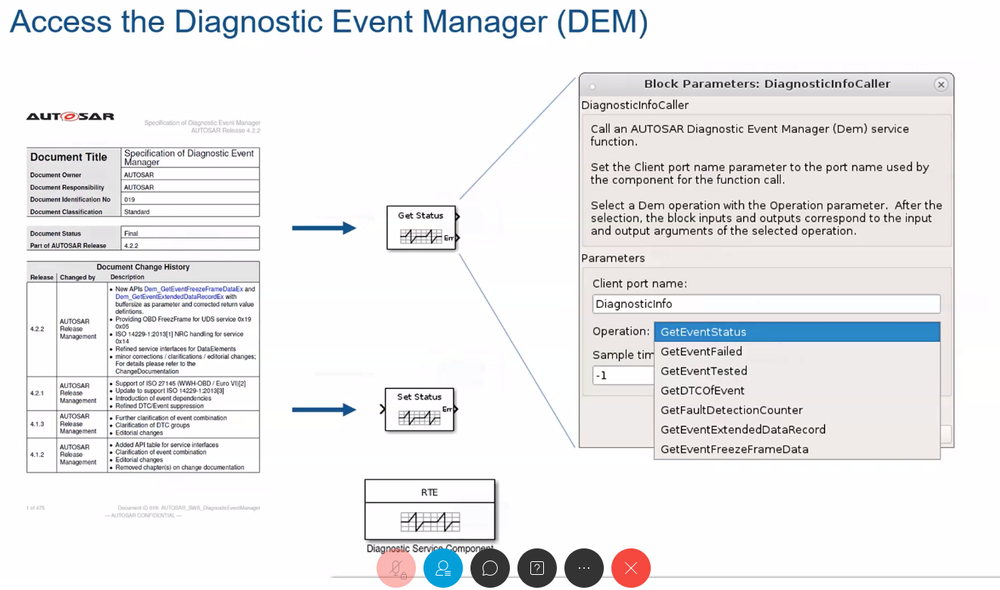 Access the Diagnostic Event Manager (DEM)
AUTOSAR
Specification of Diagnostic Event Manager
AUTOSAR Release 4.2.2
Document Title
Specification of Diagnostic Event
Manager
Document Owner
AUTOSAR
Document Responsibility
AUTOSAR
Document Identification No
019
Document Classification
Standard
Document Status
Final
Part of AUTOSAR Release
4.2.2
Document Change History
Release Changed by Description
4.2.2
AUTOSAR
Release
Management
• New APIs Dem_GetEventFreezeFrameDataEx and
Dem_GetEventExtendedDataRecordEx with
buffersize as parameter and corrected return value
defintions.
• Providing OBD FreezFrame for UDS service 0x19
0x05
• ISO 14229-1:2013[1] NRC handling for service
0x14
• Refined service interfaces for DataElements
• minor corrections / clarifications / editorial changes;
For details please refer to the
ChangeDocumentation
4.2.1
AUTOSAR
Release
Management
• Support of ISO 27145 (WWH-OBD / Euro VI)[2]
• Update to support ISO 14229-1:2013[3]
• Introduction of event dependencies
• Refined DTC/Event suppression
4.1.3
AUTOSAR
Release
Management
• Further clarification of event combination
• Clarification of DTC groups
• Editorial changes
4.1.2
AUTOSAR
Release
Management
• Added API table for service interfaces
• Clarification of event combination
• Editorial changes
• Removed chapter(s) on change documentation
1 of 475
Document ID 019: AUTOSAR_SWS_DiagnosticEventManager
— AUTOSAR CONFIDENTIAL —
Get Status
Err
Set Status
Err
RTE
Diagnostic Service Component
Block Parameters: DiagnosticInfoCaller
DiagnosticInfoCaller
Call an AUTOSAR Diagnostic Event Manager (Dem) service
function.
Set the Client port name parameter to the port name used by
the component for the function call.
Select a Dem operation with the Operation parameter. After the
selection, the block inputs and outputs correspond to the input
and output arguments of the selected operation.
Parameters
Client port name:
DiagnosticInfo
Operation:
GetEventStatus
GetEventFailed
Sample tim
GetEventTested
-1
GetDTCOfEvent
GetFaultDetectionCounter
GetEventExtendedDataRecord
GetEventFreezeFrameData